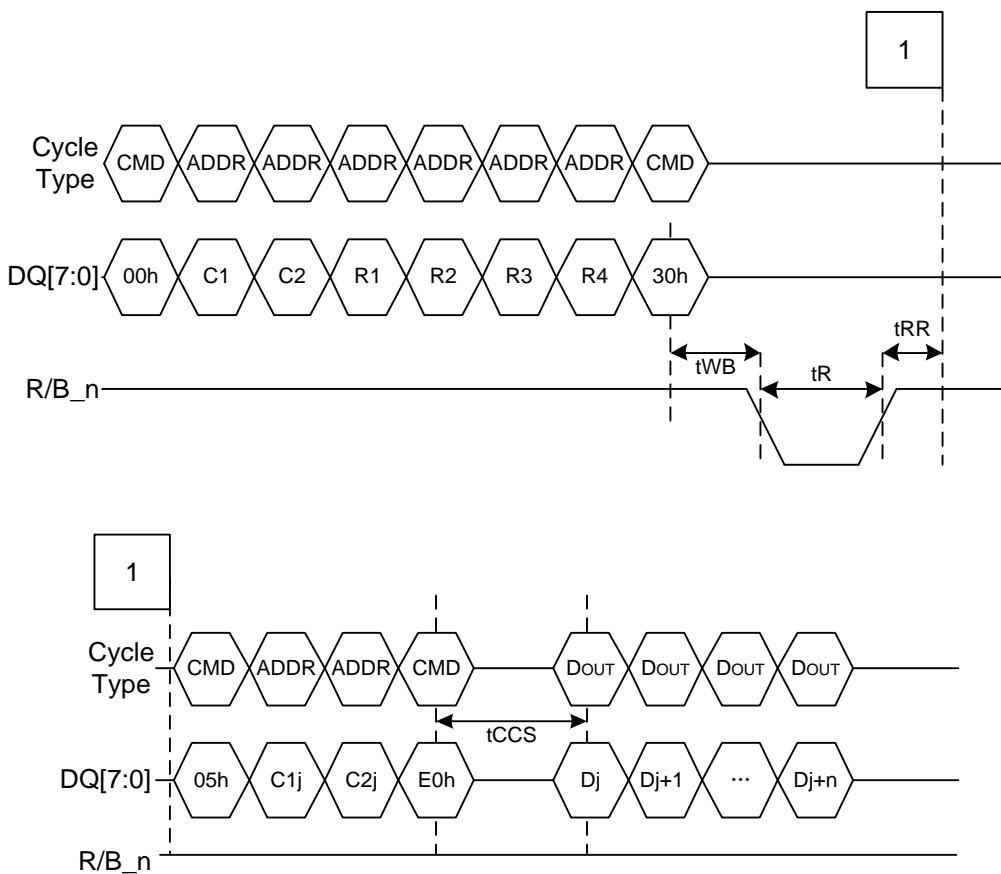 1
Cycle Type
CMD ADDR ADDR ADDR ADDR ADDR ADDR CMD
DQ[7:0]
00h C1 C2 R1 R2 R3 R4 30h
tWB tR tRR
R/B_n
1
Cycle Type
CMD ADDR ADDR CMD DOUT DOUT DOUT DOUT
tCCS
DQ[7:0]
05h C1j C2j E0h Dj Dj+1 ... Dj+n
R/B_n